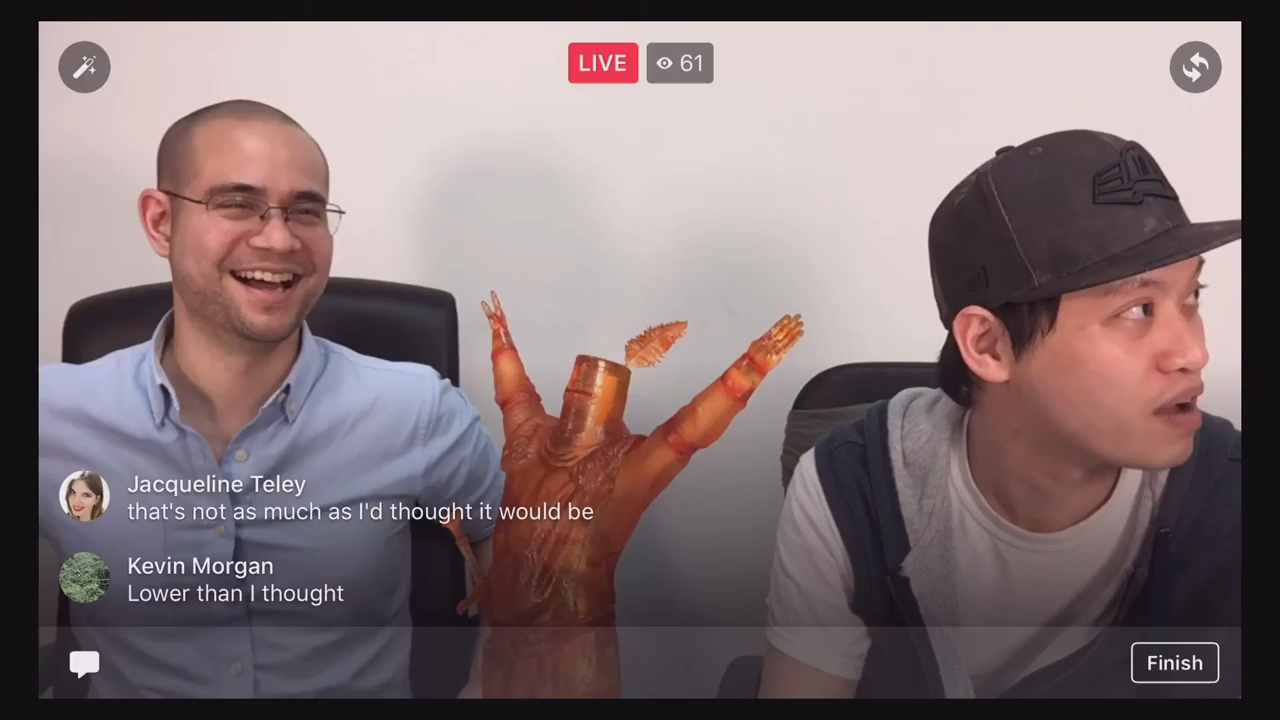 LIVE
61
Jacqueline Teley
that's not as much as I'd thought it would be
Kevin Morgan
Lower than I thought
Finish